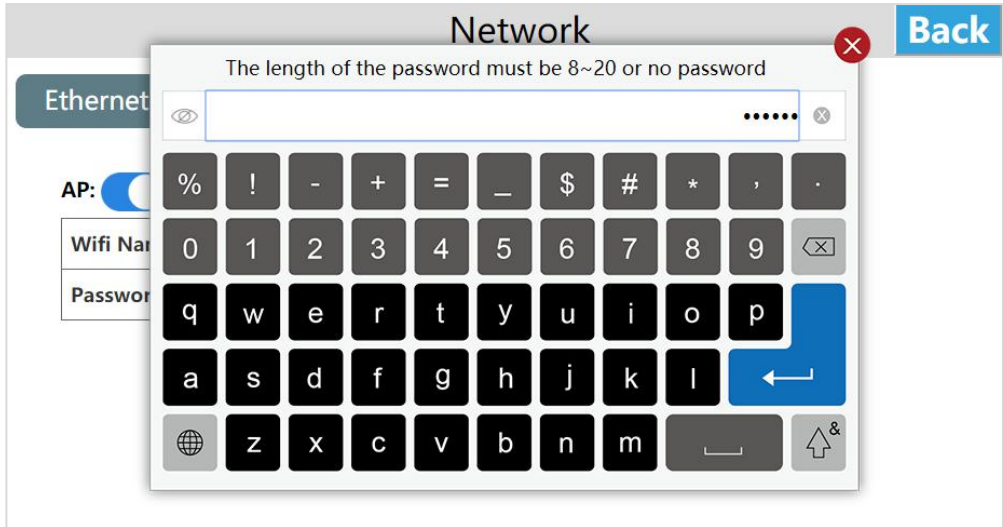 Network
Back
The length of the password must be 8~20 or no password
Ethernet
••••••
AP:
% ! - + = _ $ # * , .
Wifi Nar
0 1 2 3 4 5 6 7 8 9
Passwor
q w e r t y u i o p
a s d f g h j k l
z x c v b n m
&